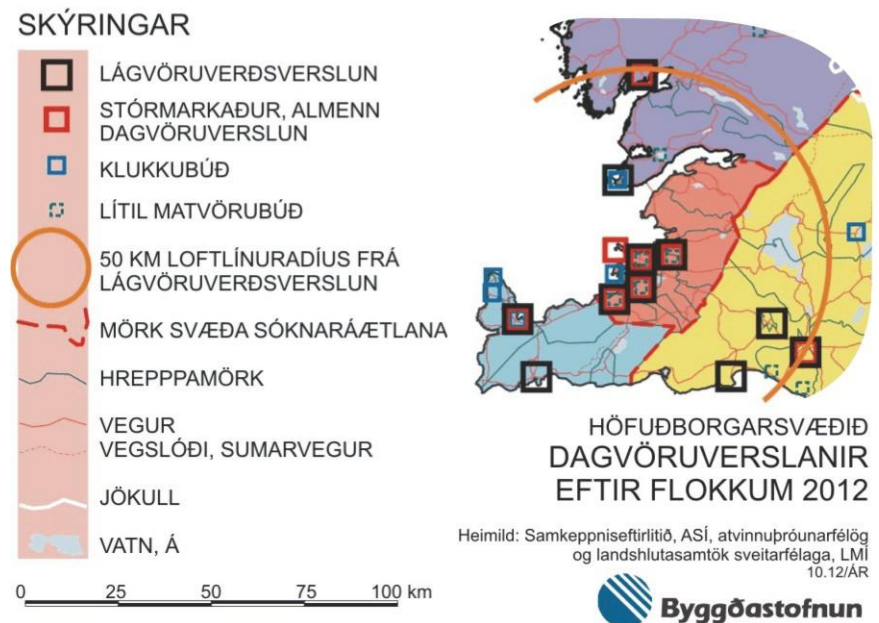 SKÝRINGAR
LÁGVÖRUVERÐSVERSLUN
STÓRMARKAÐUR, ALMENN
DAGVÖRUVERSLUN
KLUKKUBÚÐ
LÍTIL MATVÖRUBÚÐ
50 KM LOFTLÍNURADÍUS FRÁ
LÁGVÖRUVERÐSVERSLUN
MÖRK SVÆÐA SÓKNARÁÆTLANA
HREPPPAMÖRK
VEGUR
VEGSLÓÐI, SUMARVEGUR
JÖKULL
VATN, Á
0 25 50 75 100 km
HÖFUÐBORGARSVÆÐIÐ
DAGVÖRUVERSLANIR
EFTIR FLOKKUM 2012
Heimild: Samkeppniseftirlitið, ASÍ, atvinnuþróunarfélög
og landshlutasamtök sveitarfélaga, LMÍ
10.12/ÁR
Byggðastofnun